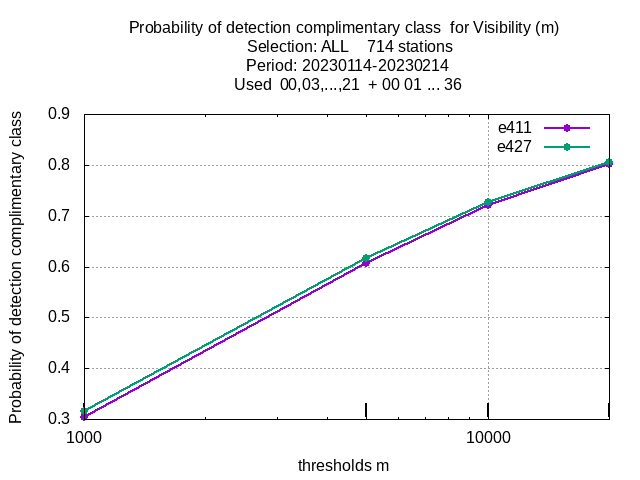 Probability of detection complimentary class  for Visibility (m)
Selection: ALL    714 stations
Period: 20230114-20230214
Used  00,03,...,21  + 00 01 ... 36
Probability of detection complimentary class
0.9
0.8
0.7
0.6
0.5
0.4
0.3
e411
e427
1000
10000
thresholds m